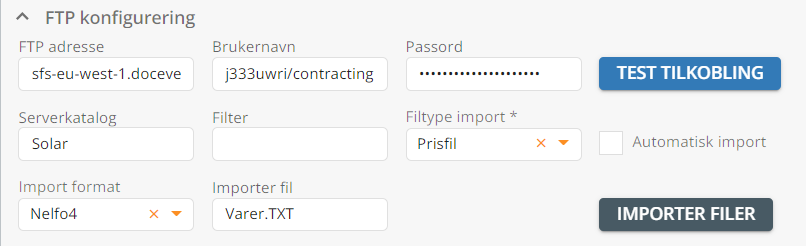 FTP konfigurering
FTP adresse
Brukernavn
Passord
sfs-eu-west-1.doceve
j333uwri/contracting
•••••••••••••••••••••
TEST TILKOBLING
Serverkatalog
Filter
Filtype import *
Solar
Prisfil
Automatisk import
Import format
Importer fil
Nelfo4
Varer.TXT
IMPORTER FILER